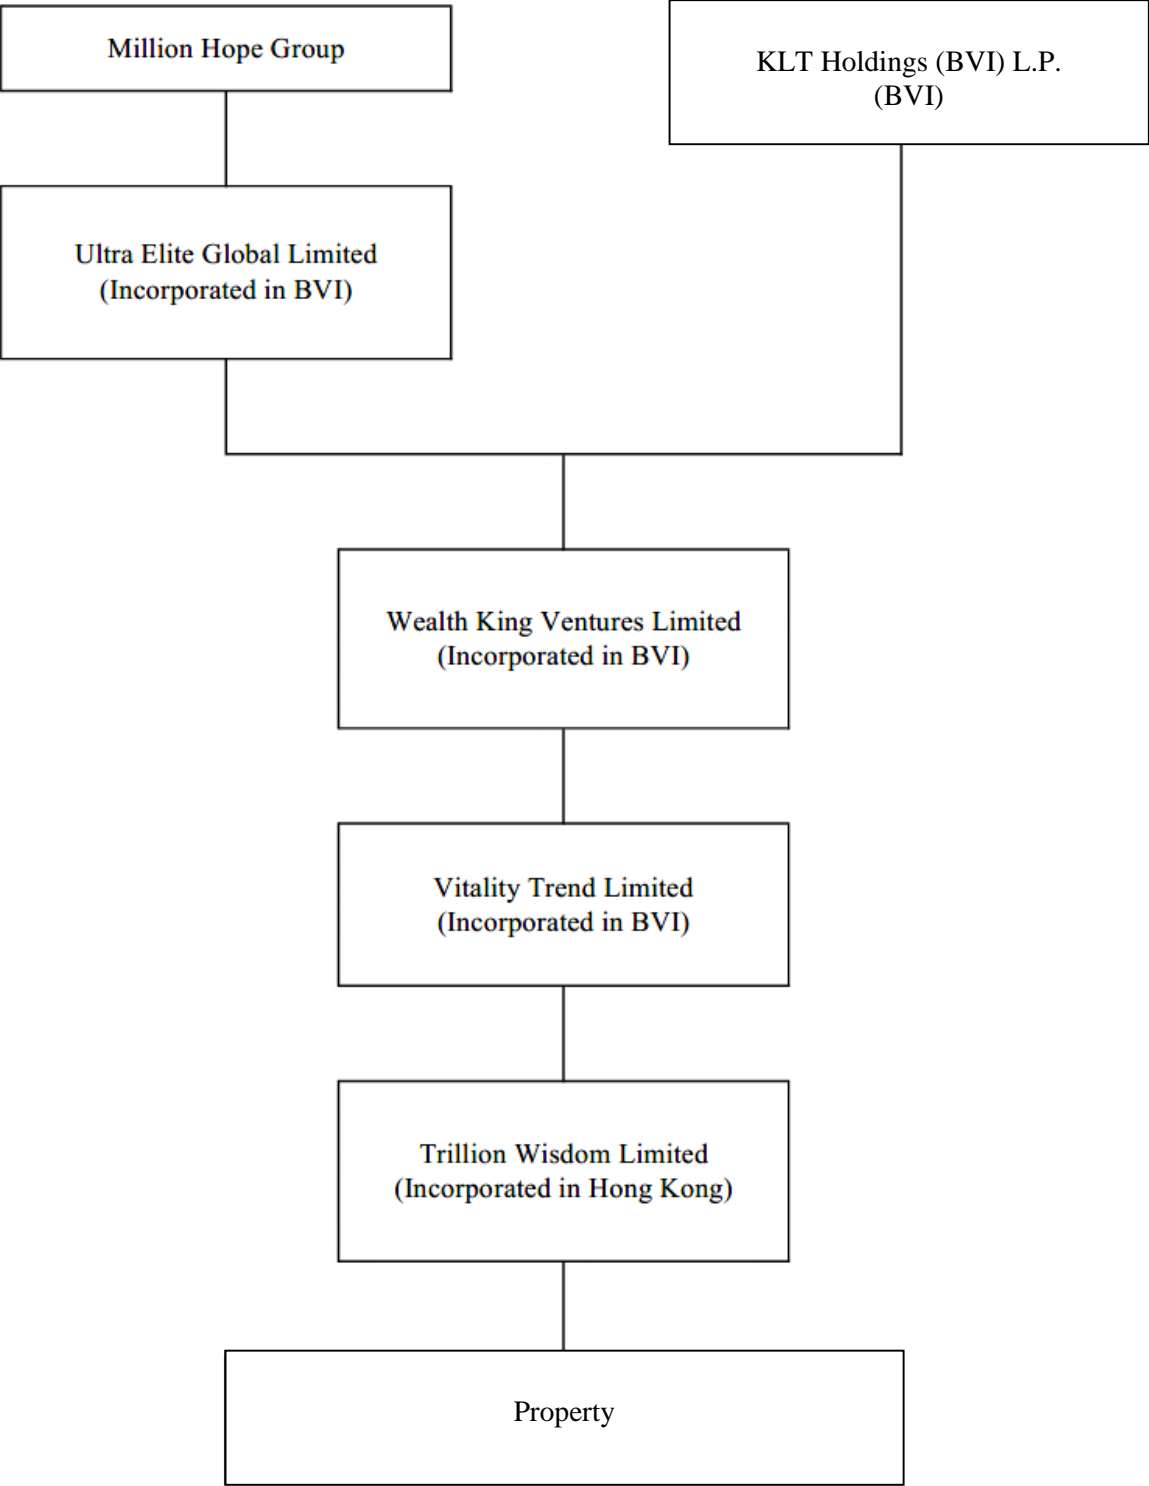 Million Hope Group
KLT Holdings (BVI) L.P.
(BVI)
Ultra Elite Global Limited
(Incorporated in BVI)
Wealth King Ventures Limited
(Incorporated in BVI)
Vitality Trend Limited
(Incorporated in BVI)
Trillion Wisdom Limited
(Incorporated in Hong Kong)
Property